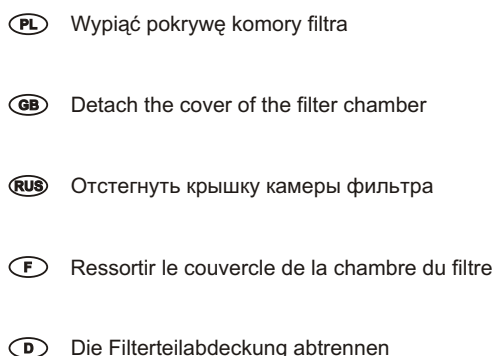 PL Wypiąć pokrywę komory filtra
GB Detach the cover of the filter chamber
RUS Отстегнуть крышку камеры фильтра
F Ressortir le couvercle de la chambre du filtre
D Die Filterteilabdeckung abtrennen